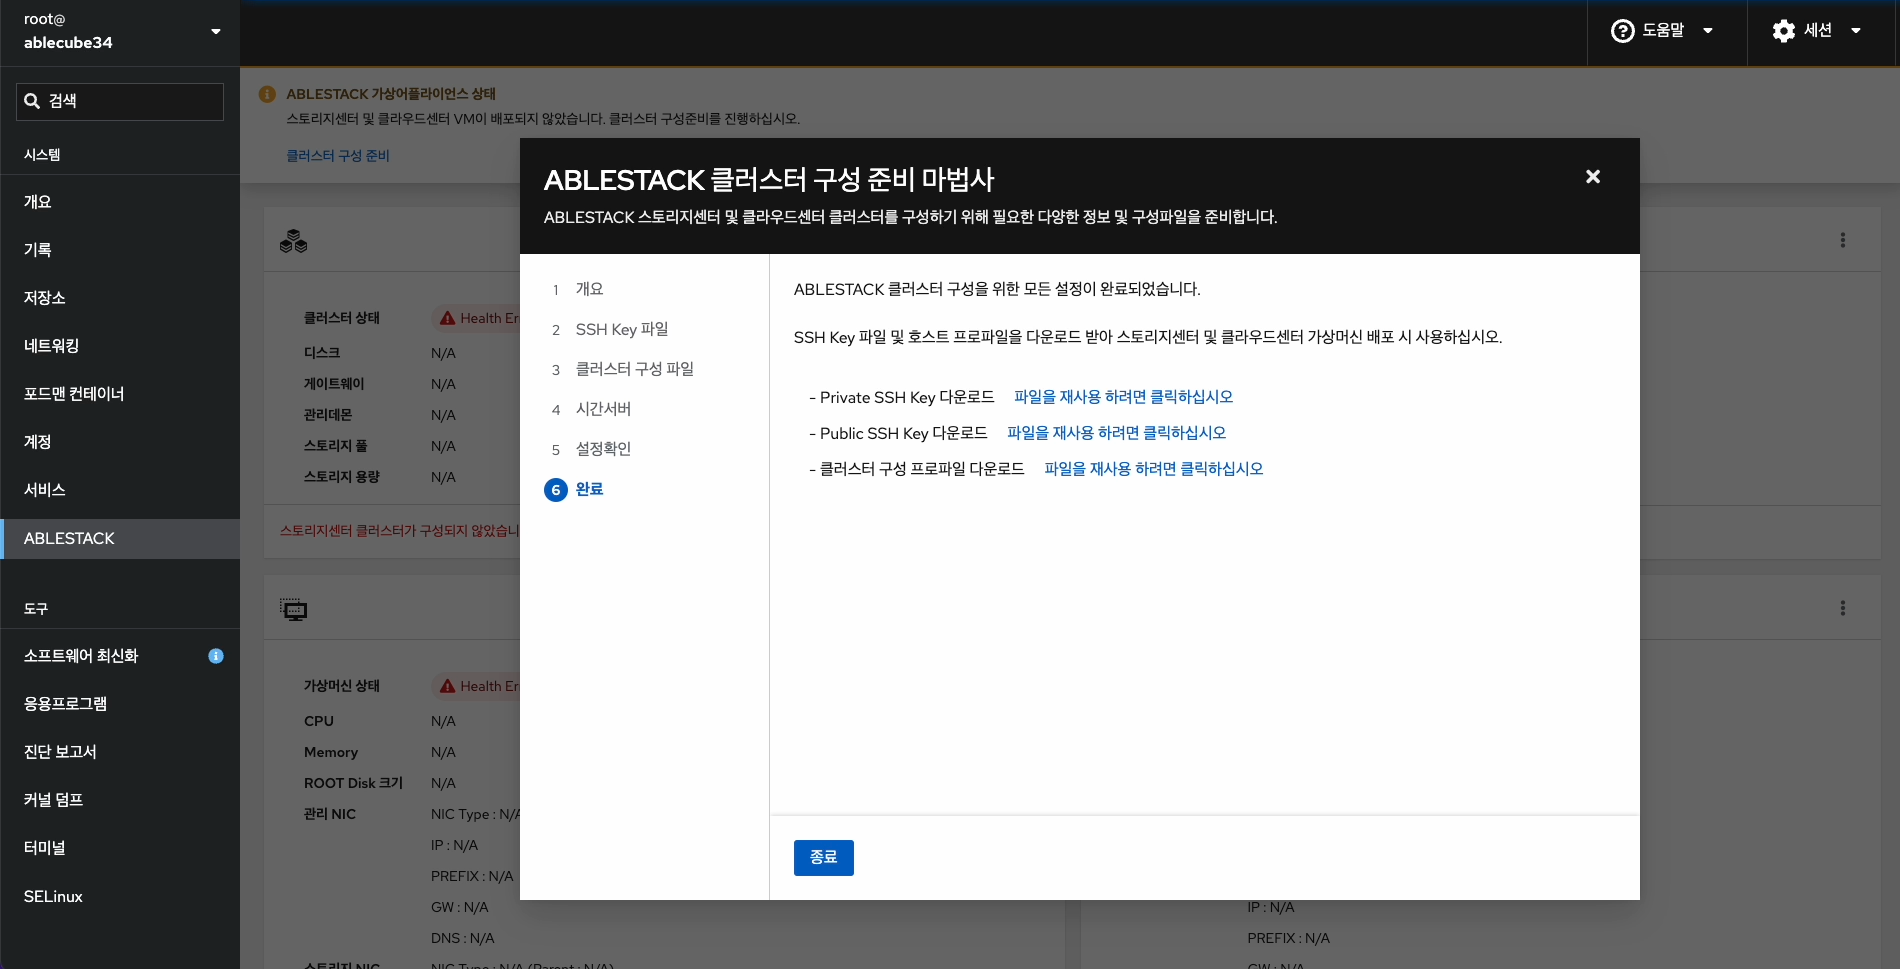 root@
ablecube34
도움말
세션
검색
시스템
개요
기록
저장소
네트워킹
포드맨 컨테이너
계정
서비스
ABLESTACK
도구
소프트웨어 최신화
응용프로그램
진단 보고서
커널 덤프
터미널
SELinux
ABLESTACK 가상어플라이언스 상태
스토리지센터 및 클라우드센터 VM이 배포되지 않았습니다. 클러스터 구성준비를 진행하십시오.
클러스터 구성 준비
클러스터 상태 Health
디스크 N/A
게이트웨이 N/A
관리데몬 N/A
스토리지 풀 N/A
스토리지 용량 N/A
스토리지센터 클러스터가 구성되지
가상머신 상태 Health
CPU N/A
Memory N/A
ROOT Disk 크기 N/A
관리 NIC NIC Type : N/A
IP : N/A
PREFIX : N/A
GW : N/A
DNS : N/A
스토리지 NIC NIC Type : N/A (Parent : N/A)
IP : N/A
PREFIX : N/A
GW : N/A
ABLESTACK 클러스터 구성 준비 마법사
ABLESTACK 스토리지센터 및 클라우드센터 클러스터를 구성하기 위해 필요한 다양한 정보 및 구성파일을 준비합니다.
1 개요
2 SSH Key 파일
3 클러스터 구성 파일
4 시간서버
5 설정확인
6 완료
ABLESTACK 클러스터 구성을 위한 모든 설정이 완료되었습니다.
SSH Key 파일 및 호스트 프로파일을 다운로드 받아 스토리지센터 및 클라우드센터 가상머신 배포 시 사용하십시오.
- Private SSH Key 다운로드 파일을 재사용 하려면 클릭하십시오
- Public SSH Key 다운로드 파일을 재사용 하려면 클릭하십시오
- 클러스터 구성 프로파일 다운로드 파일을 재사용 하려면 클릭하십시오
종료